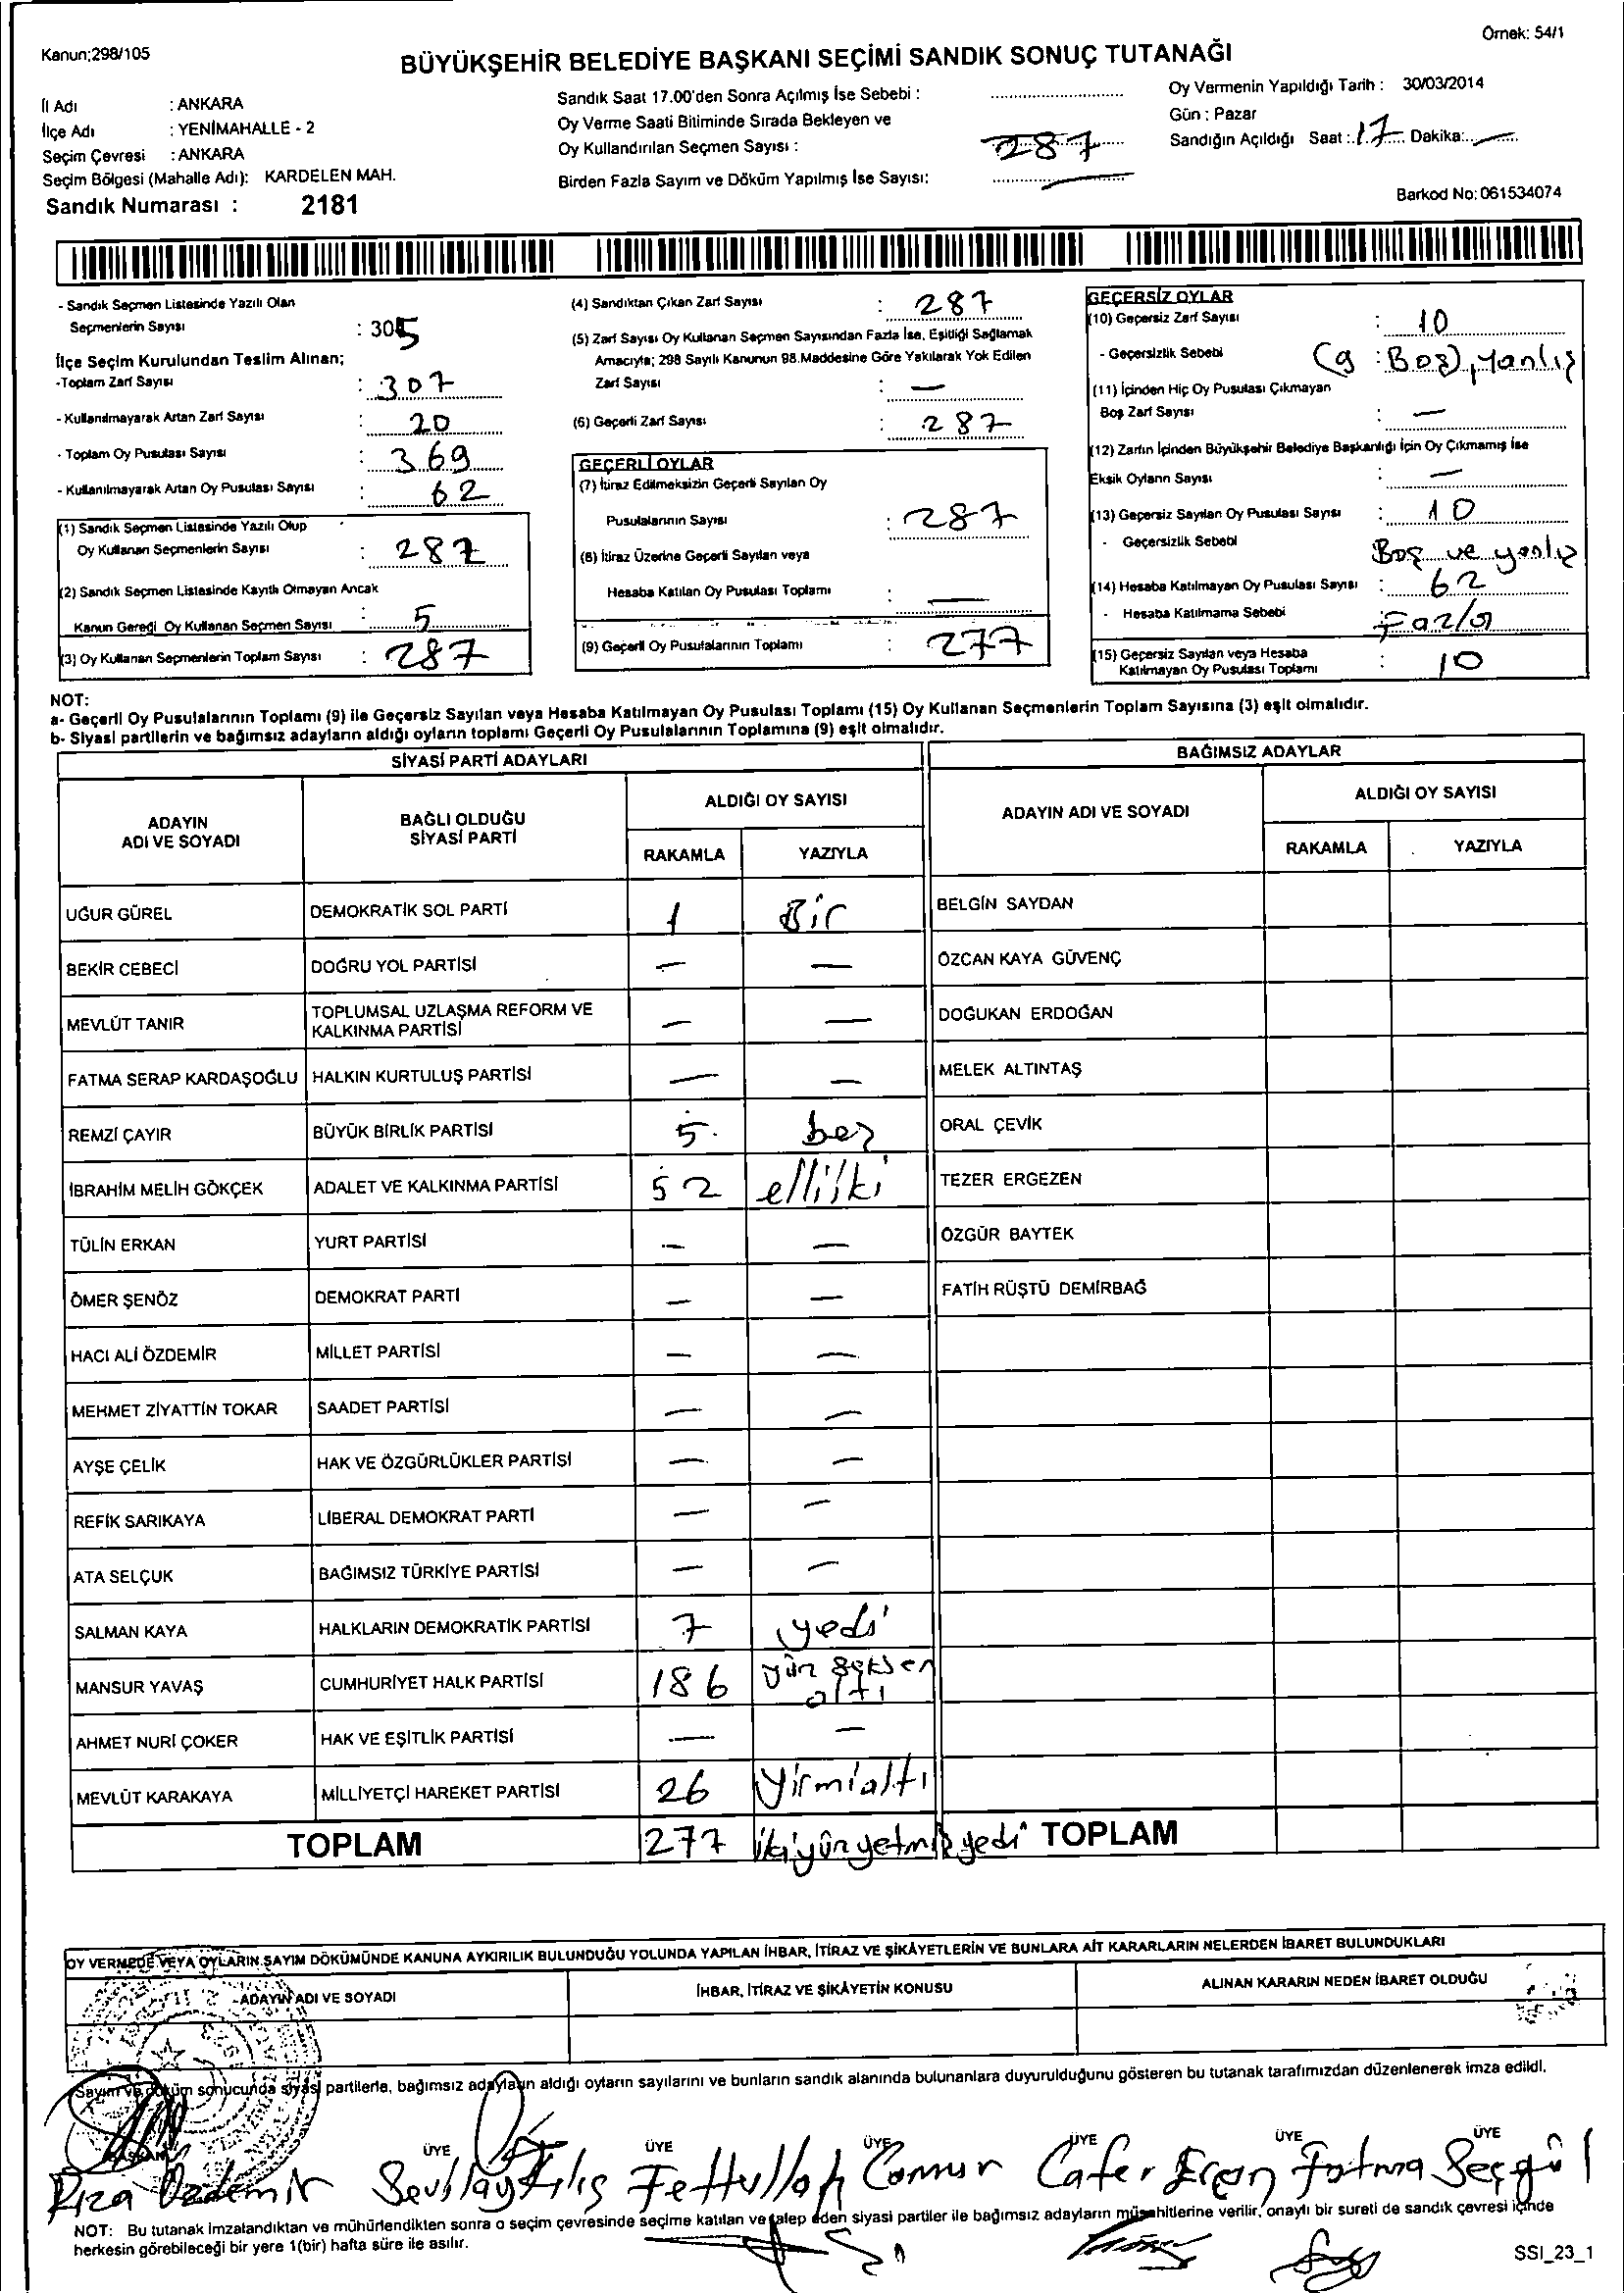 Kanun;298/105
Örnek: 54/1
BÜYÜKŞEHİR BELEDİYE BAŞKANI SEÇİMİ SANDIK SONUÇ TUTANAĞI
İl Adı : ANKARA
İlçe Adı : YENİMAHALLE - 2
Seçim Çevresi : ANKARA
Seçim Bölgesi (Mahalle Adı): KARDELEN MAH.
Sandık Numarası : 2181
Sandık Saat 17.00'den Sonra Açılmış İse Sebebi :
Oy Verme Saati Bitiminde Sırada Bekleyen ve
Oy Kullandırılan Seçmen Sayısı : 287
Birden Fazla Sayım ve Döküm Yapılmış İse Sayısı: —
Oy Vermenin Yapıldığı Tarih : 30/03/2014
Gün : Pazar
Sandığın Açıldığı Saat : 17 Dakika: —
Barkod No: 061534074
- Sandık Seçmen Listesinde Yazılı Olan
Seçmenlerin Sayısı : 305
İlçe Seçim Kurulundan Teslim Alınan;
-Toplam Zarf Sayısı : 307
- Kullanılmayarak Artan Zarf Sayısı : 20
- Toplam Oy Pusulası Sayısı : 369
- Kullanılmayarak Artan Oy Pusulası Sayısı : 62
(1) Sandık Seçmen Listesinde Yazılı Olup
Oy Kullanan Seçmenlerin Sayısı : 287
(2) Sandık Seçmen Listesinde Kayıtlı Olmayan Ancak
Kanun Gereği Oy Kullanan Seçmen Sayısı : 5
(3) Oy Kullanan Seçmenlerin Toplam Sayısı : 287
(4) Sandıktan Çıkan Zarf Sayısı : 287
(5) Zarf Sayısı Oy Kullanan Seçmen Sayısından Fazla İse, Eşitliği Sağlamak
Amacıyla; 298 Sayılı Kanunun 98.Maddesine Göre Yakılarak Yok Edilen
Zarf Sayısı : —
(6) Geçerli Zarf Sayısı : 287
GEÇERLİ OYLAR
(7) İtiraz Edilmeksizin Geçerli Sayılan Oy
Pusulalarının Sayısı : 287
(8) İtiraz Üzerine Geçerli Sayılan veya
Hesaba Katılan Oy Pusulası Toplamı : —
(9) Geçerli Oy Pusulalarının Toplamı : 277
GEÇERSİZ OYLAR
(10) Geçersiz Zarf Sayısı : 10
- Geçersizlik Sebebi (9 : Boş), Yanlış
(11) İçinden Hiç Oy Pusulası Çıkmayan
Boş Zarf Sayısı : —
(12) Zarfın İçinden Büyükşehir Belediye Başkanlığı İçin Oy Çıkmamış İse
Eksik Oyların Sayısı : —
(13) Geçersiz Sayılan Oy Pusulası Sayısı : 10
- Geçersizlik Sebebi Boş ve yanlış
(14) Hesaba Katılmayan Oy Pusulası Sayısı : 62
- Hesaba Katılmama Sebebi : Fazla
(15) Geçersiz Sayılan veya Hesaba
Katılmayan Oy Pusulası Toplamı : 10
NOT:
a- Geçerli Oy Pusulalarının Toplamı (9) ile Geçersiz Sayılan veya Hesaba Katılmayan Oy Pusulası Toplamı (15) Oy Kullanan Seçmenlerin Toplam Sayısına (3) eşit olmalıdır.
b- Siyasi partilerin ve bağımsız adayların aldığı oyların toplamı Geçerli Oy Pusulalarının Toplamına (9) eşit olmalıdır.
SİYASİ PARTİ ADAYLARI
BAĞIMSIZ ADAYLAR
ADAYIN
ADI VE SOYADI
BAĞLI OLDUĞU
SİYASİ PARTİ
ALDIĞI OY SAYISI
RAKAMLA YAZIYLA
ADAYIN ADI VE SOYADI
ALDIĞI OY SAYISI
RAKAMLA YAZIYLA
UĞUR GÜREL DEMOKRATİK SOL PARTİ 1 Bir BELGİN SAYDAN
BEKİR CEBECİ DOĞRU YOL PARTİSİ — — ÖZCAN KAYA GÜVENÇ
MEVLÜT TANIR TOPLUMSAL UZLAŞMA REFORM VE KALKINMA PARTİSİ — — DOĞUKAN ERDOĞAN
FATMA SERAP KARDAŞOĞLU HALKIN KURTULUŞ PARTİSİ — — MELEK ALTINTAŞ
REMZİ ÇAYIR BÜYÜK BİRLİK PARTİSİ 5 beş ORAL ÇEVİK
İBRAHİM MELİH GÖKÇEK ADALET VE KALKINMA PARTİSİ 52 elliiki TEZER ERGEZEN
TÜLİN ERKAN YURT PARTİSİ — — ÖZGÜR BAYTEK
ÖMER ŞENÖZ DEMOKRAT PARTİ — — FATİH RÜŞTÜ DEMİRBAĞ
HACI ALİ ÖZDEMİR MİLLET PARTİSİ — —
MEHMET ZİYATTİN TOKAR SAADET PARTİSİ — —
AYŞE ÇELİK HAK VE ÖZGÜRLÜKLER PARTİSİ — —
REFİK SARIKAYA LİBERAL DEMOKRAT PARTİ — —
ATA SELÇUK BAĞIMSIZ TÜRKİYE PARTİSİ — —
SALMAN KAYA HALKLARIN DEMOKRATİK PARTİSİ 7 yedi
MANSUR YAVAŞ CUMHURİYET HALK PARTİSİ 186 yüz seksen altı
AHMET NURİ ÇOKER HAK VE EŞİTLİK PARTİSİ — —
MEVLÜT KARAKAYA MİLLİYETÇİ HAREKET PARTİSİ 26 Yirmialtı
TOPLAM 277 ikiyüzyetmişyedi TOPLAM
OY VERMEDE VEYA OYLARIN SAYIM DÖKÜMÜNDE KANUNA AYKIRILIK BULUNDUĞU YOLUNDA YAPILAN İHBAR, İTİRAZ VE ŞİKÂYETLERİN VE BUNLARA AİT KARARLARIN NELERDEN İBARET BULUNDUKLARI
ADAYIN ADI VE SOYADI İHBAR, İTİRAZ VE ŞİKÂYETİN KONUSU ALINAN KARARIN NEDEN İBARET OLDUĞU
Sayım ve döküm sonucunda siyasi partilerle, bağımsız adayların aldığı oyların sayılarını ve bunların sandık alanında bulunanlara duyurulduğunu gösteren bu tutanak tarafımızdan düzenlenerek imza edildi.
BAŞKAN ÜYE ÜYE ÜYE ÜYE ÜYE ÜYE
Rıza Özdemir Sevilay Kılış Fettullah Comur Cafer Eren Fatma Seçgül
NOT: Bu tutanak imzalandıktan ve mühürlendikten sonra o seçim çevresinde seçime katılan ve talep eden siyasi partiler ile bağımsız adayların müşahitlerine verilir, onaylı bir sureti de sandık çevresi içinde
herkesin görebileceği bir yere 1(bir) hafta süre ile asılır.
SSI_23_1